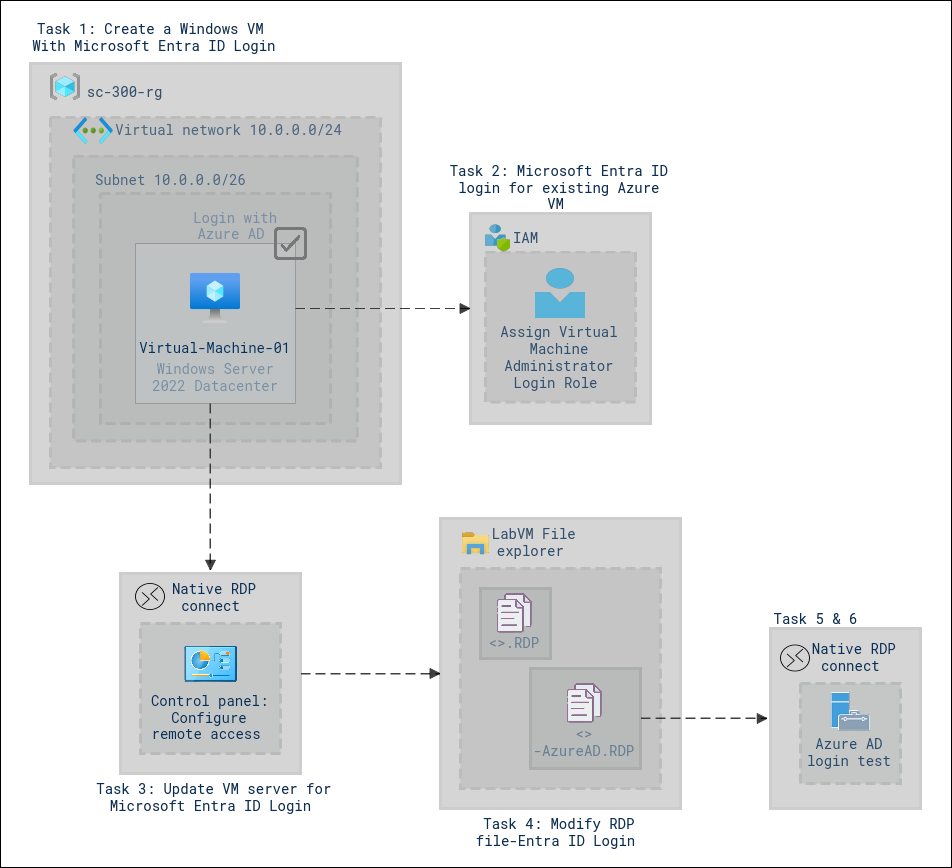 Task 1: Create a Windows VM
With Microsoft Entra ID Login
sc-300-rg
Virtual network 10.0.0.0/24
Subnet 10.0.0.0/26
Login with
Azure AD
Virtual-Machine-01
Windows Server
2022 Datacenter
Task 2: Microsoft Entra ID
login for existing Azure
VM
IAM
Assign Virtual
Machine
Administrator
Login Role
Native RDP
connect
Control panel:
Configure
remote access
Task 3: Update VM server for
Microsoft Entra ID Login
LabVM File
explorer
<>.RDP
<>
-AzureAD.RDP
Task 4: Modify RDP
file-Entra ID Login
Task 5 & 6
Native RDP
connect
Azure AD
login test